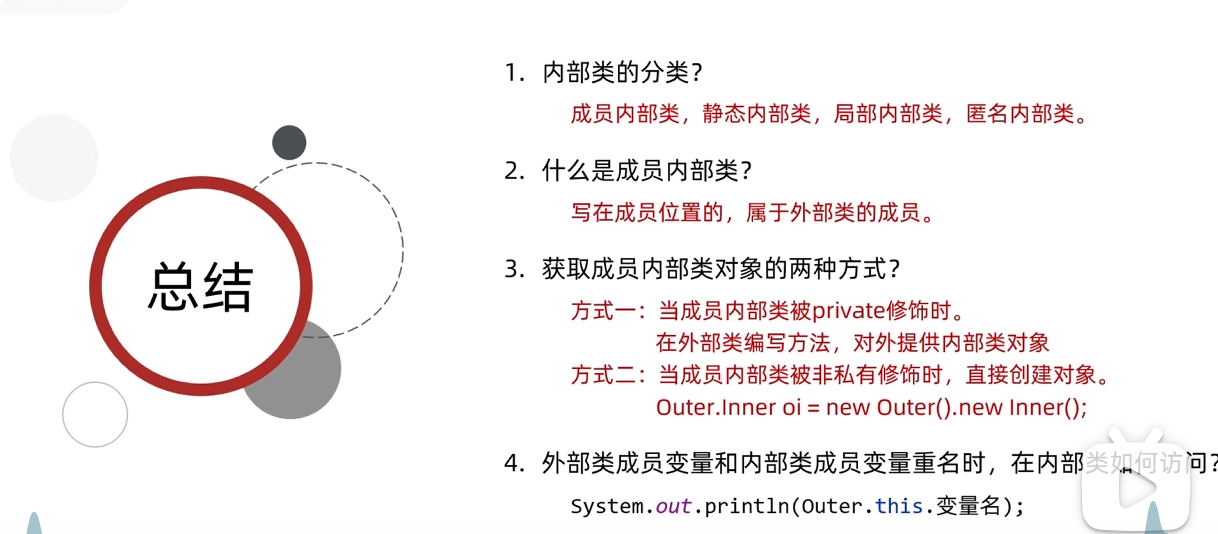 总结
1. 内部类的分类?
成员内部类，静态内部类，局部内部类，匿名内部类。
2. 什么是成员内部类?
写在成员位置的，属于外部类的成员。
3. 获取成员内部类对象的两种方式?
方式一：当成员内部类被private修饰时。
在外部类编写方法，对外提供内部类对象
方式二：当成员内部类被非私有修饰时，直接创建对象。
Outer.Inner oi = new Outer().new Inner();
4. 外部类成员变量和内部类成员变量重名时，在内部类如何访问?
System.out.println(Outer.this.变量名);